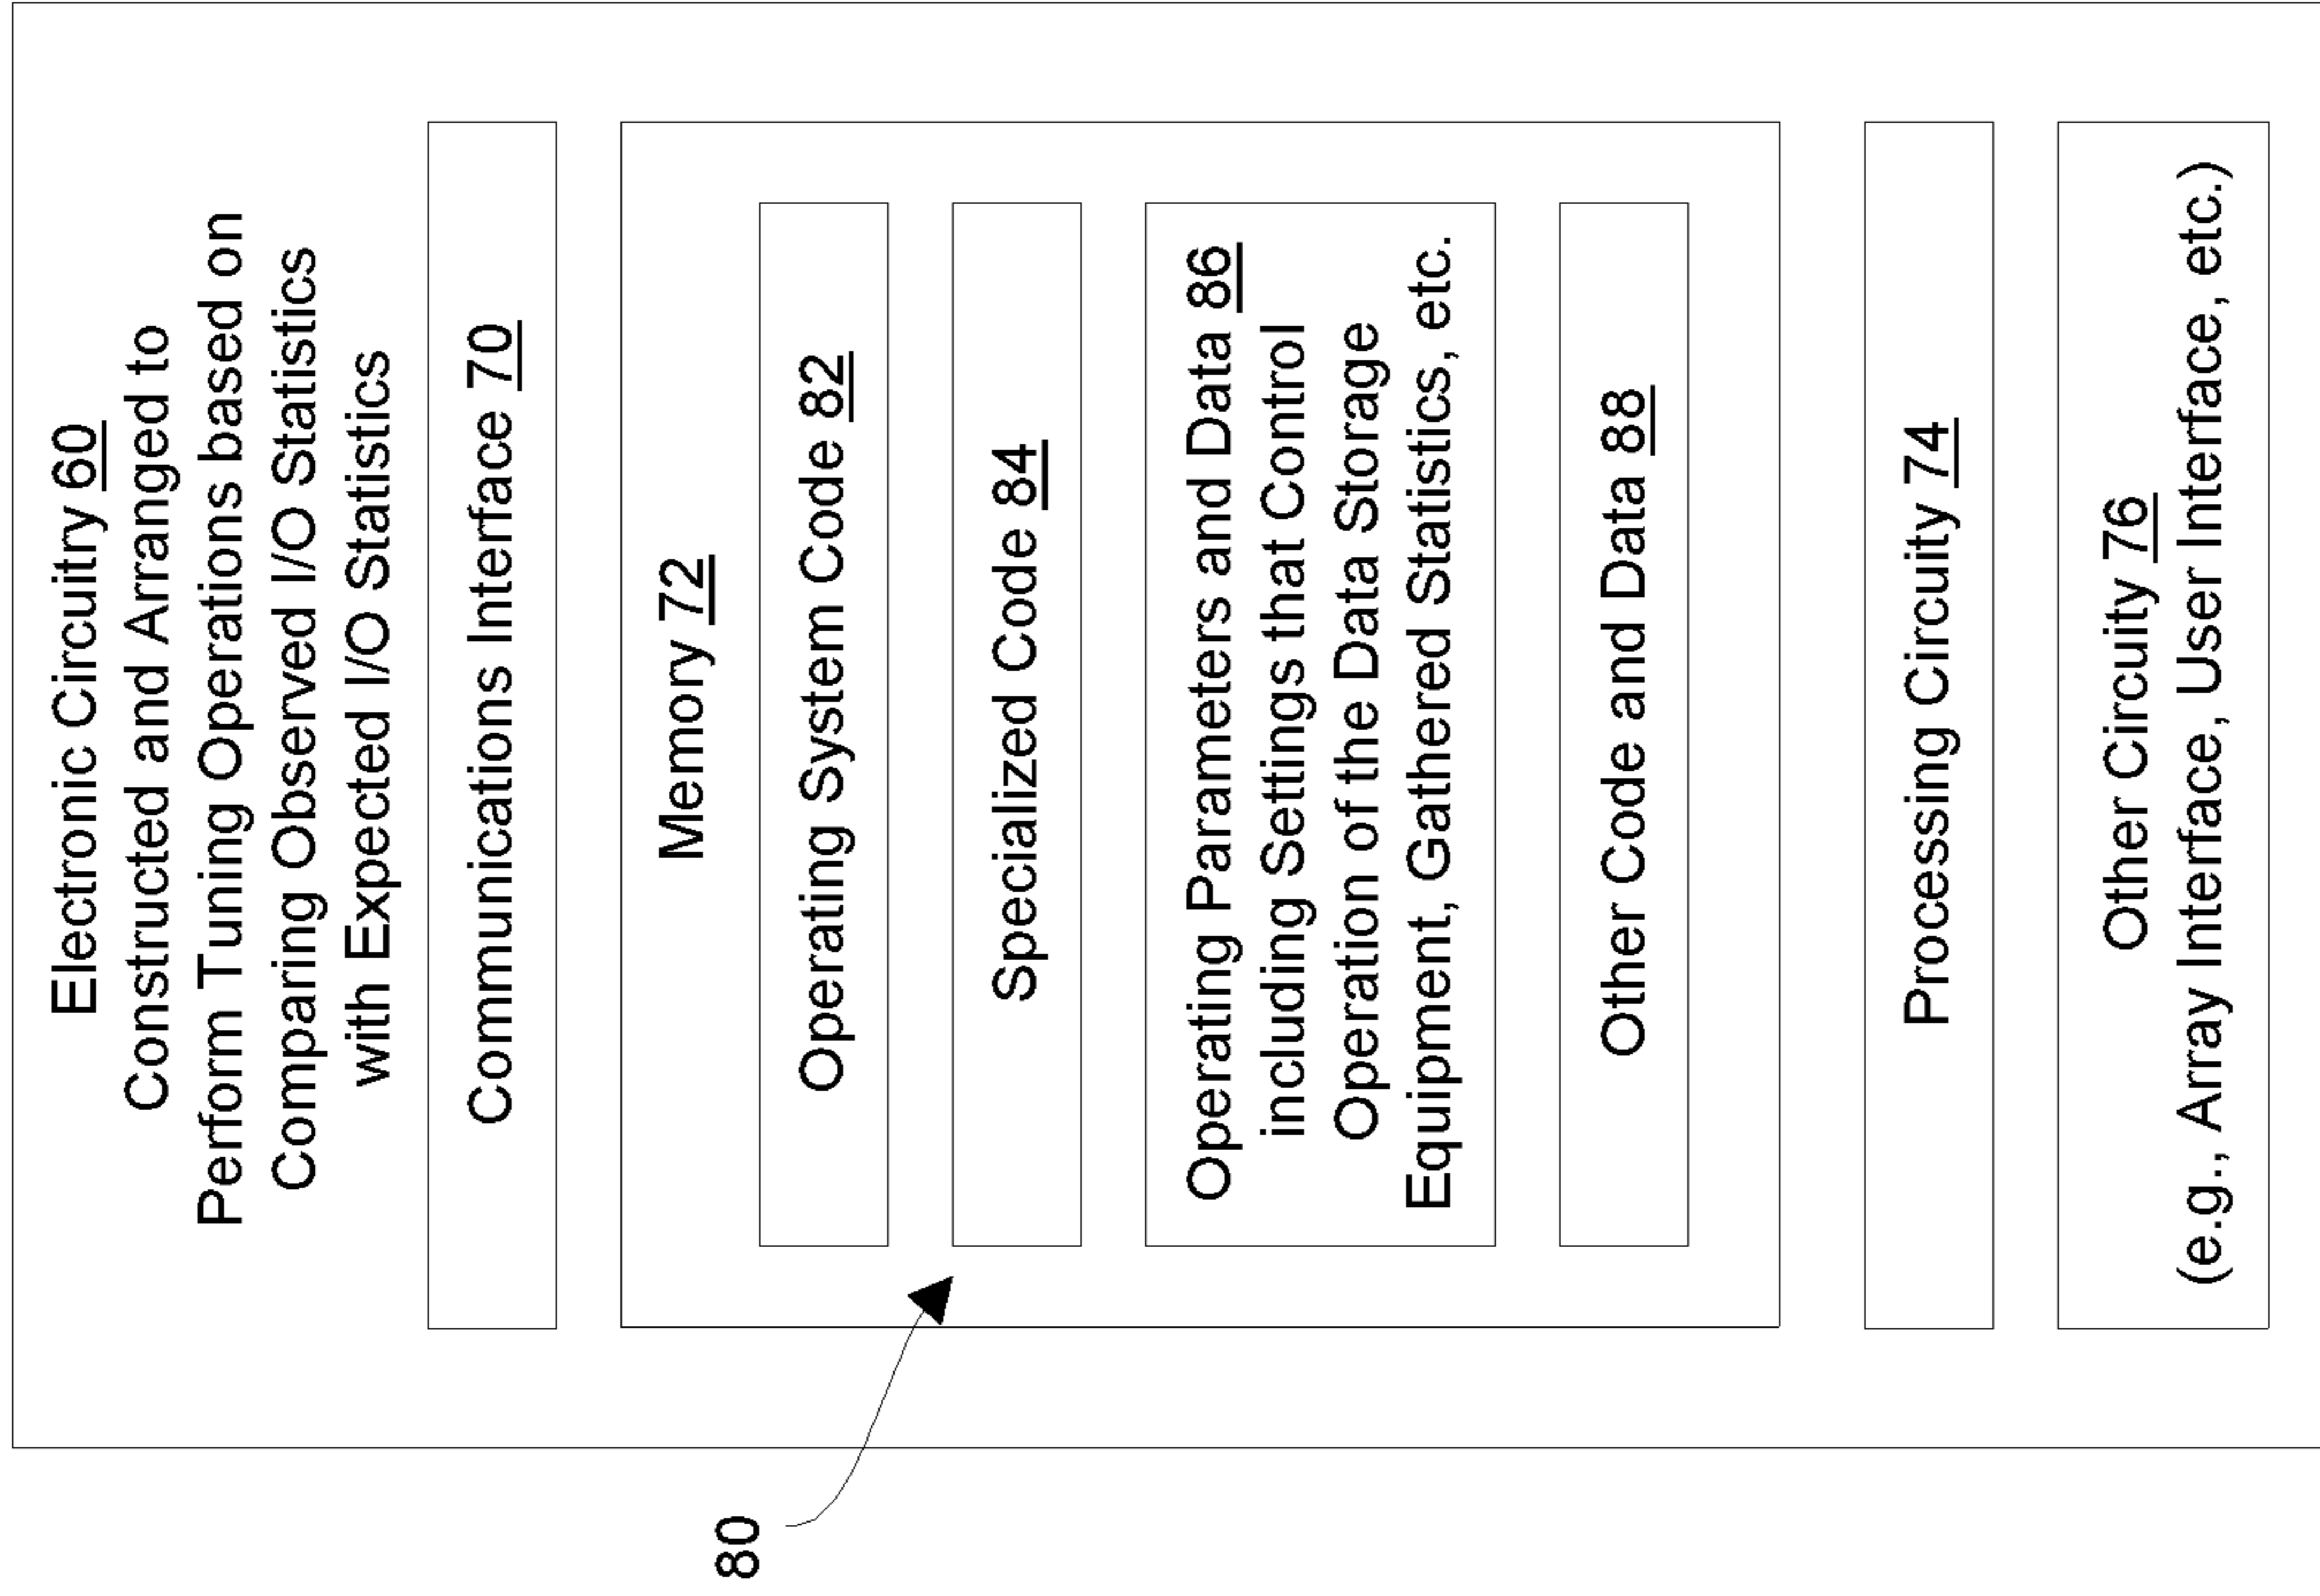 Electronic Circuitry 60
Constructed and Arranged to
Perform Tuning Operations based on
Comparing Observed I/O Statistics
with Expected I/O Statistics
Communications Interface 70
Memory 72
Operating System Code 82
Specialized Code 84
Operating Parameters and Data 86
including Settings that Control
Operation of the Data Storage
Equipment, Gathered Statistics, etc.
Other Code and Data 88
Processing Circuity 74
Other Circuity 76
(e.g., Array Interface, User Interface, etc.)
80